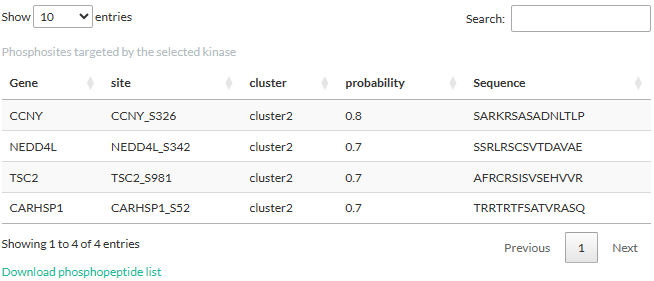 Show 10 entries Search:
Phosphosites targeted by the selected kinase
Gene site cluster probability Sequence
CCNY CCNY_S326 cluster2 0.8 SARKRSASADNLTLP
NEDD4L NEDD4L_S342 cluster2 0.7 SSRLRSCSVTDAVAE
TSC2 TSC2_S981 cluster2 0.7 AFRCRSISVSEHVVR
CARHSP1 CARHSP1_S52 cluster2 0.7 TRRTRTFSATVRASQ
Showing 1 to 4 of 4 entries Previous 1 Next
Download phosphopeptide list